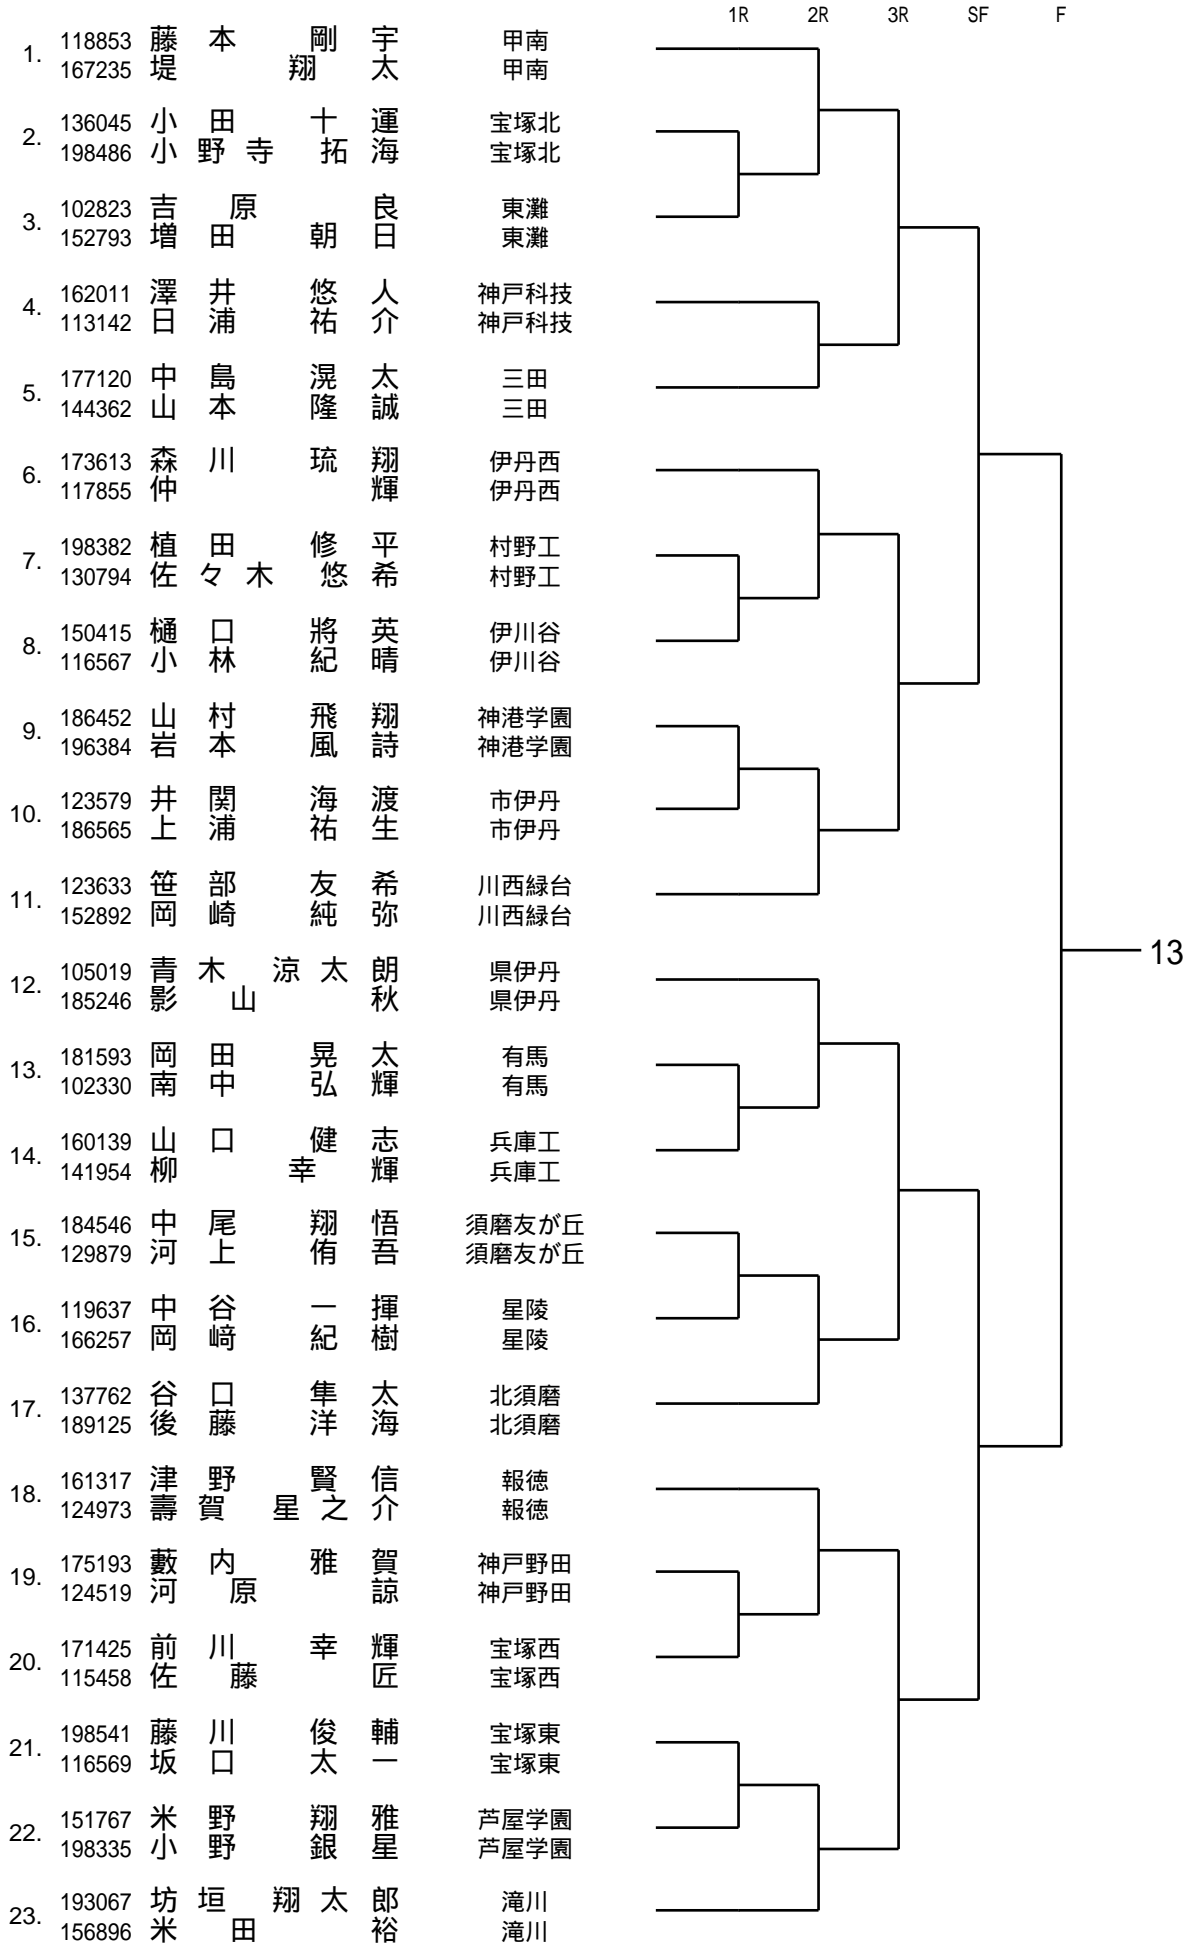 1R 2R 3R SF F
1. 118853 藤本 剛宇 甲南
167235 堤 翔太 甲南
2. 136045 小田 十運 宝塚北
198486 小野寺 拓海 宝塚北
3. 102823 吉原 良 東灘
152793 増田 朝日 東灘
4. 162011 澤井 悠人 神戸科技
113142 日浦 祐介 神戸科技
5. 177120 中島 滉太 三田
144362 山本 隆誠 三田
6. 173613 森川 琉翔 伊丹西
117855 仲 輝 伊丹西
7. 198382 植田 修平 村野工
130794 佐々木 悠希 村野工
8. 150415 樋口 將英 伊川谷
116567 小林 紀晴 伊川谷
9. 186452 山村 飛翔 神港学園
196384 岩本 風詩 神港学園
10. 123579 井関 海渡 市伊丹
186565 上浦 祐生 市伊丹
11. 123633 笹部 友希 川西緑台
152892 岡崎 純弥 川西緑台
12. 105019 青木 涼太朗 県伊丹
185246 影山 秋 県伊丹
13. 181593 岡田 晃太 有馬
102330 南中 弘輝 有馬
14. 160139 山口 健志 兵庫工
141954 柳 幸輝 兵庫工
15. 184546 中尾 翔悟 須磨友が丘
129879 河上 侑吾 須磨友が丘
16. 119637 中谷 一揮 星陵
166257 岡﨑 紀樹 星陵
17. 137762 谷口 隼太 北須磨
189125 後藤 洋海 北須磨
18. 161317 津野 賢信 報徳
124973 壽賀 星之介 報徳
19. 175193 藪内 雅賀 神戸野田
124519 河原 諒 神戸野田
20. 171425 前川 幸輝 宝塚西
115458 佐藤 匠 宝塚西
21. 198541 藤川 俊輔 宝塚東
116569 坂口 太一 宝塚東
22. 151767 米野 翔雅 芦屋学園
198335 小野 銀星 芦屋学園
23. 193067 坊垣 翔太郎 滝川
156896 米田 裕 滝川
13